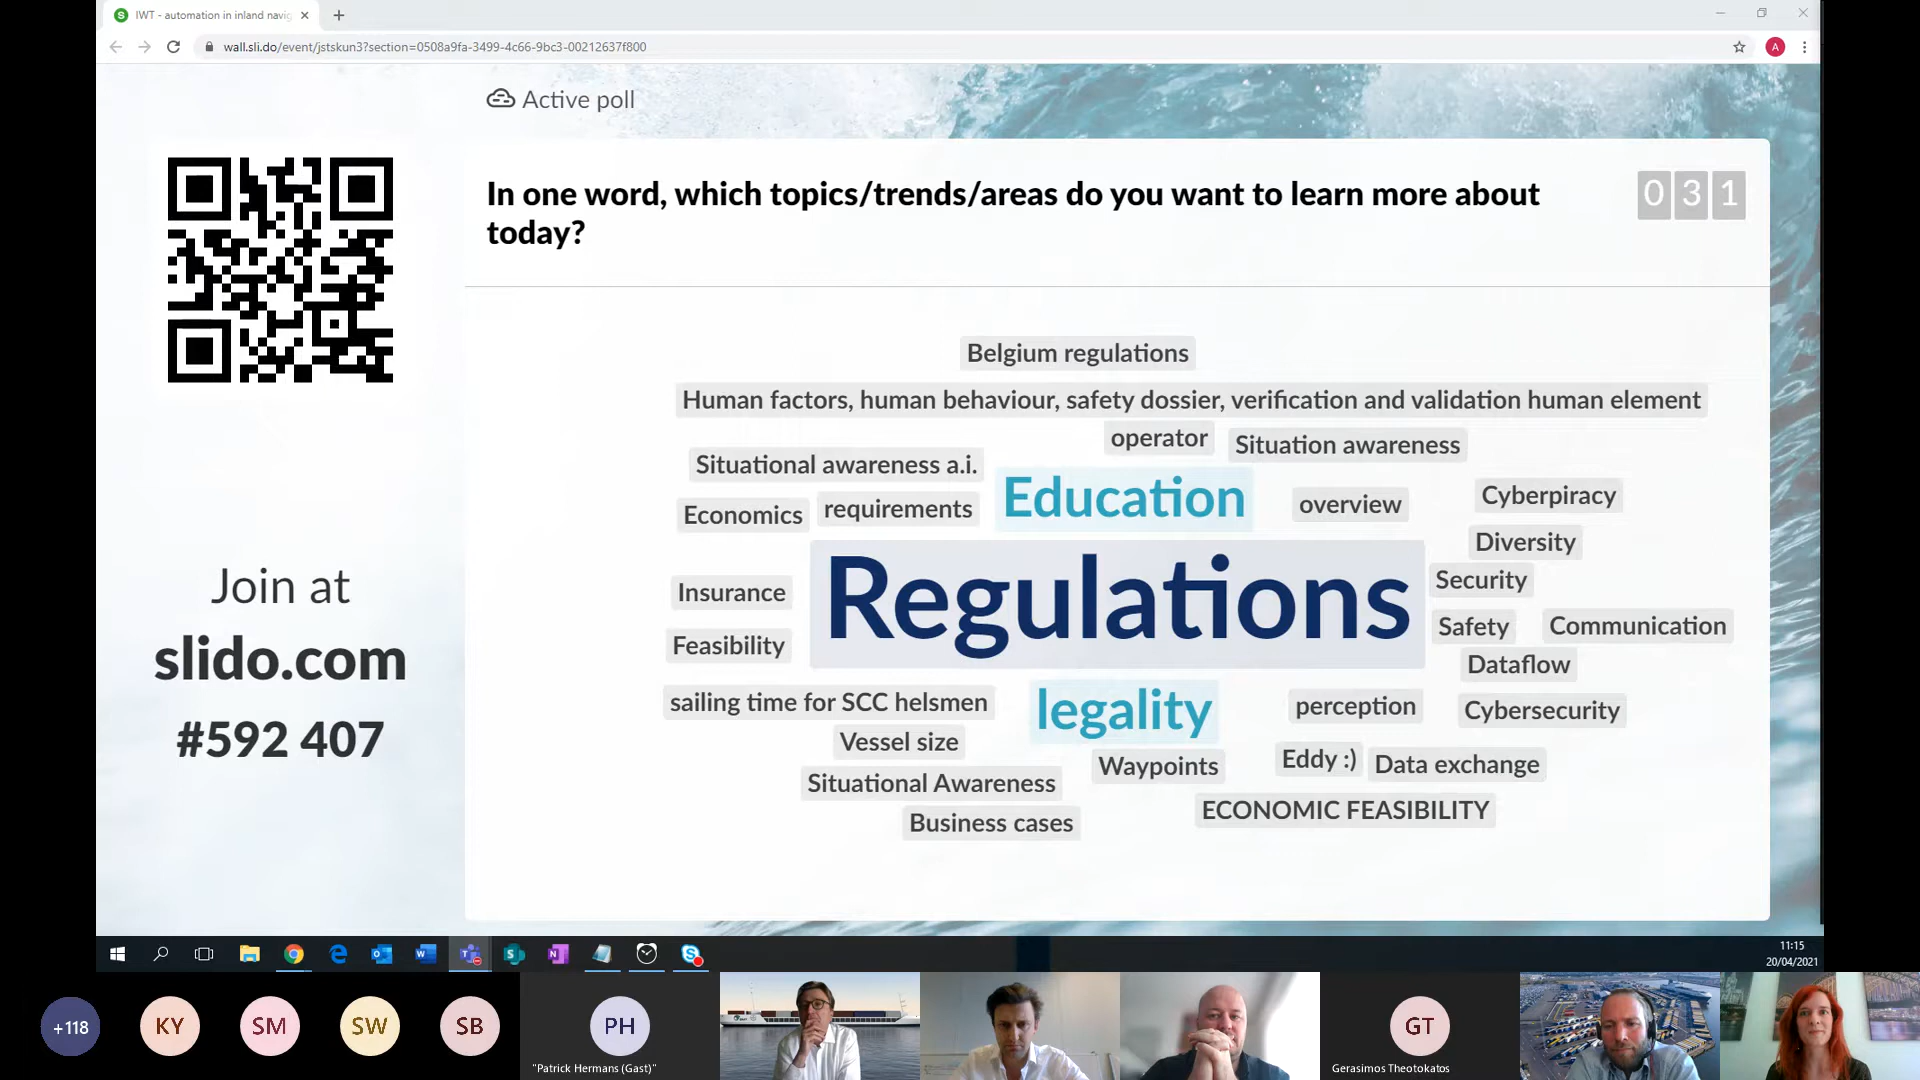 IWT - automation in inland navig
wall.sli.do/event/jstskun3?section=0508a9fa-3499-4c66-9bc3-00212637f800
A
Active poll
In one word, which topics/trends/areas do you want to learn more about
today?
031
Join at
slido.com
#592 407
Belgium regulations
Human factors, human behaviour, safety dossier, verification and validation human element
operator
Situation awareness
Situational awareness a.i.
Education
overview
Cyberpiracy
Economics
requirements
Diversity
Regulations
Security
Insurance
Safety
Communication
Feasibility
Dataflow
sailing time for SCC helsmen
legality
perception
Cybersecurity
Vessel size
Waypoints
Eddy :)
Data exchange
Situational Awareness
ECONOMIC FEASIBILITY
Business cases
11:15
20/04/2021
+118
KY
SM
SW
SB
PH
"Patrick Hermans (Gast)"
GT
Gerasimos Theotokatos